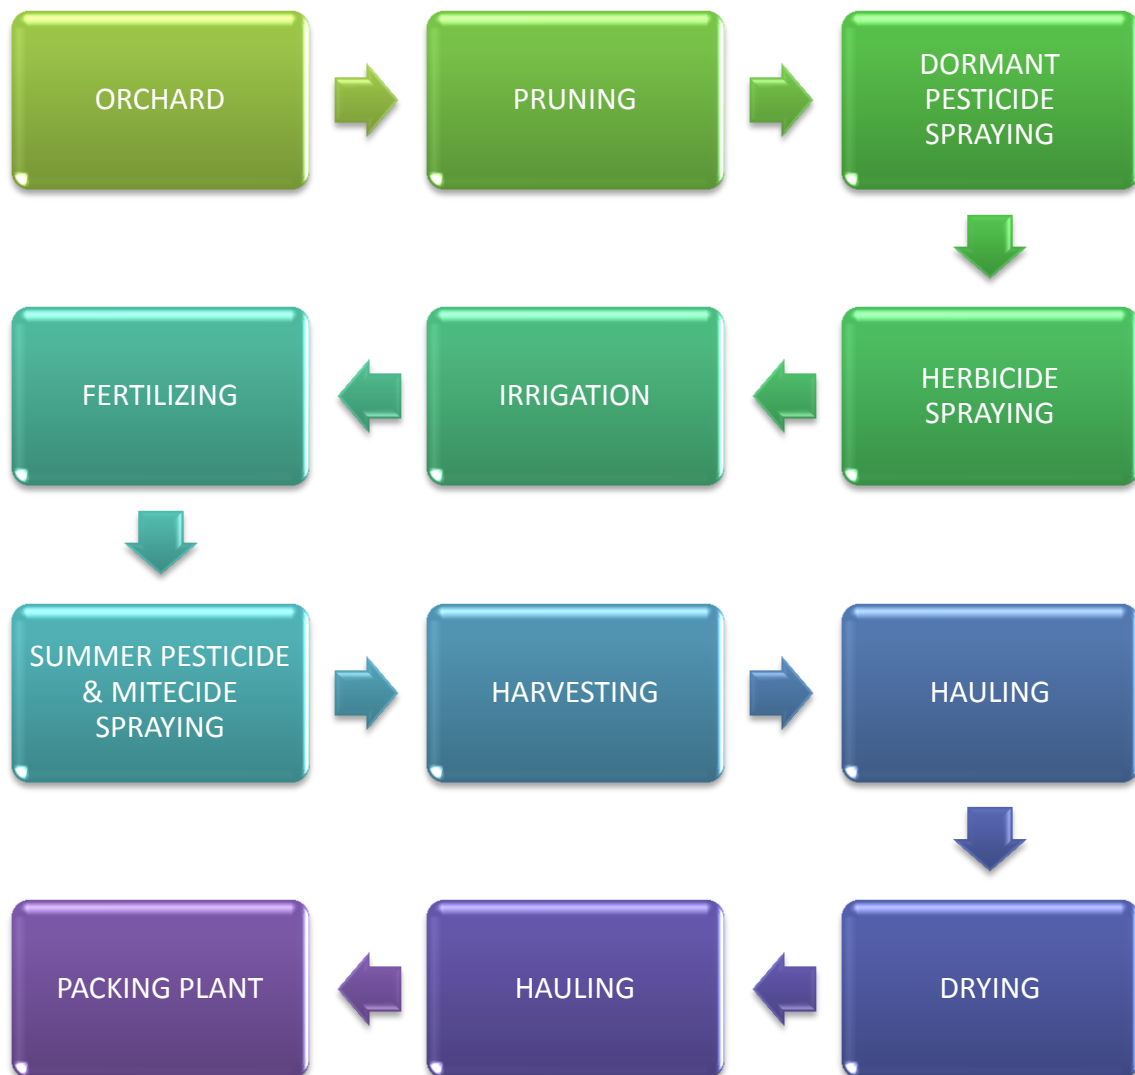 ORCHARD
PRUNING
DORMANT
PESTICIDE
SPRAYING
HERBICIDE
SPRAYING
IRRIGATION
FERTILIZING
SUMMER PESTICIDE
& MITECIDE
SPRAYING
HARVESTING
HAULING
DRYING
HAULING
PACKING PLANT